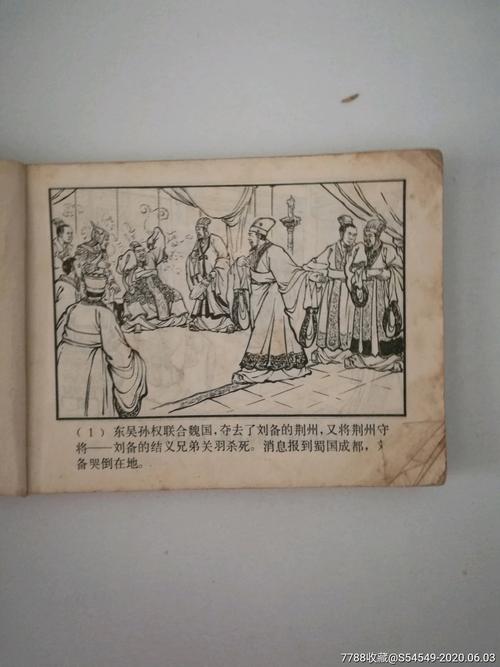 （1）东吴孙权联合魏国，夺去了刘备的荆州，又将荆州守
将——刘备的结义兄弟关羽杀死。消息报到蜀国成都，
备哭倒在地。
7788收藏@S54549-2020.06.03